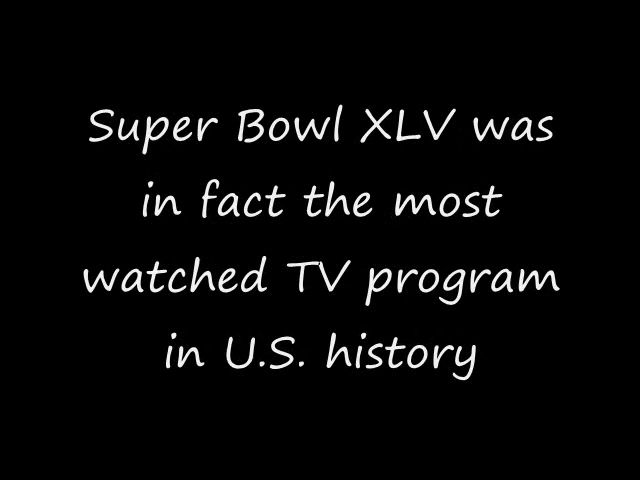 Super Bowl XLV was
in fact the most
watched TV program
in U.S. history